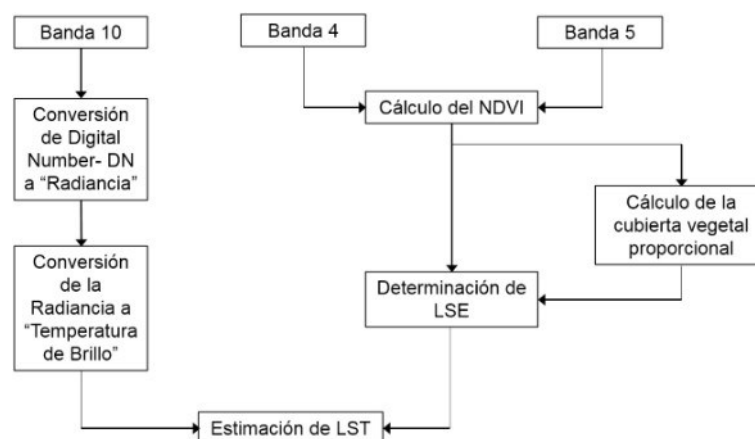 Banda 10
Banda 4
Banda 5
Conversión
de Digital
Number- DN
a “Radiancia”
Cálculo del NDVI
Cálculo de la
cubierta vegetal
proporcional
Conversión
de la
Radiancia a
“Temperatura
de Brillo”
Determinación de
LSE
Estimación de LST